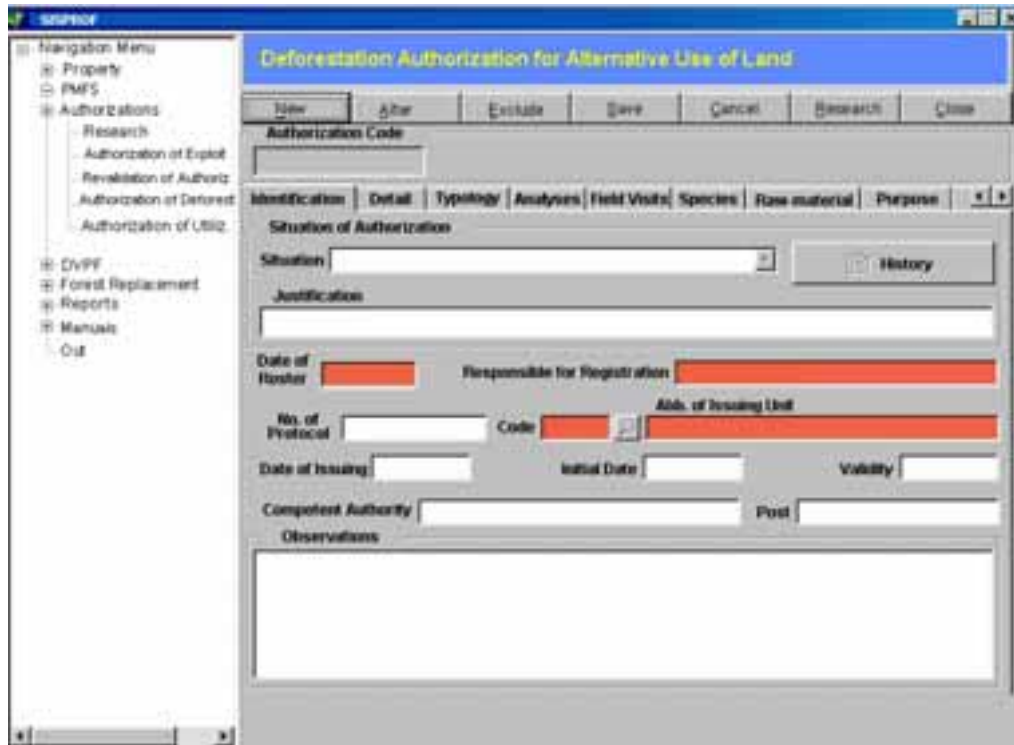 SISPROF
Navigation Menu
Property
PMFS
Authorizations
Research
Authorization of Exploit
Revalidation of Authoriz
Authorization of Deforest
Authorization of Utiliz.
DVPF
Forest Replacement
Reports
Manuals
Out
Deforestation Authorization for Alternative Use of Land
New Alter Exclude Save Cancel Research Close
Authorization Code
Identification Detail Typology Analyses Field Visits Species Raw material Purpose
Situation of Authorization
Situation
History
Justification
Date of
Roster
Responsible for Registration
Abb. of Issuing Unit
No. of
Protocol
Code
Date of Issuing Initial Date Validity
Competent Authority Post
Observations